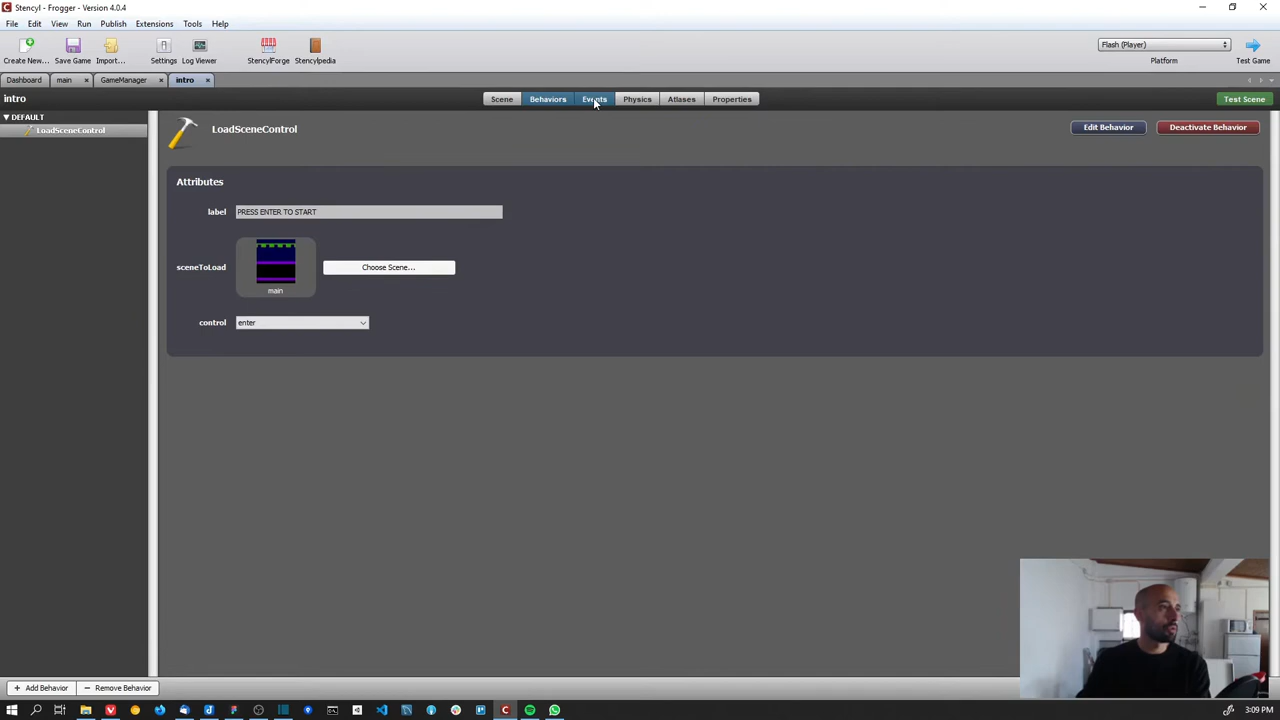 Stencyl - Frogger - Version 4.0.4
File Edit View Run Publish Extensions Tools Help
Create New... Save Game Import... Settings Log Viewer StencylForge Stencylpedia
Flash (Player)
Platform
Test Game
Dashboard main GameManager intro
intro
Scene Behaviors Events Physics Atlases Properties
Test Scene
DEFAULT
LoadSceneControl
LoadSceneControl
Edit Behavior Deactivate Behavior
Attributes
label PRESS ENTER TO START
sceneToLoad
main
Choose Scene...
control enter
+ Add Behavior − Remove Behavior
3:09 PM